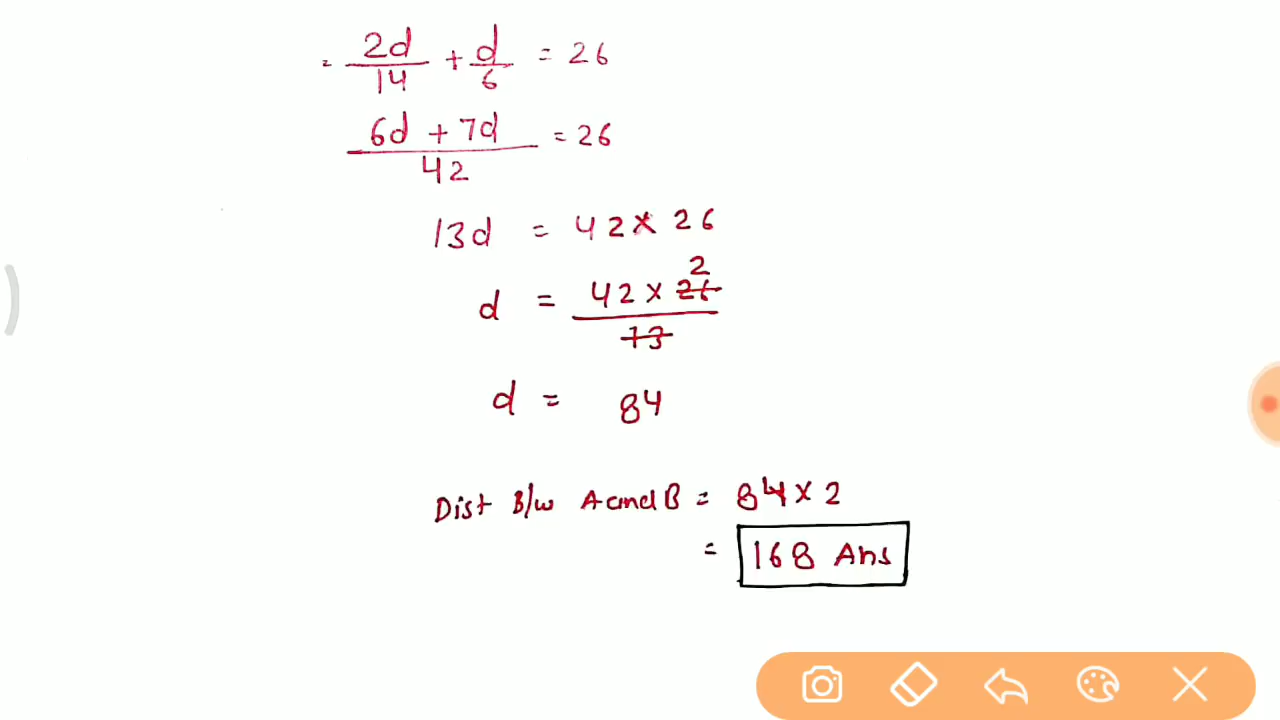 = 2d/14 + d/6 = 26
6d + 7d/42 = 26
13d = 42 × 26
d = 42 × 26/13 2
d = 84
Dist B/w A and B = 84 × 2
= 168 Ans